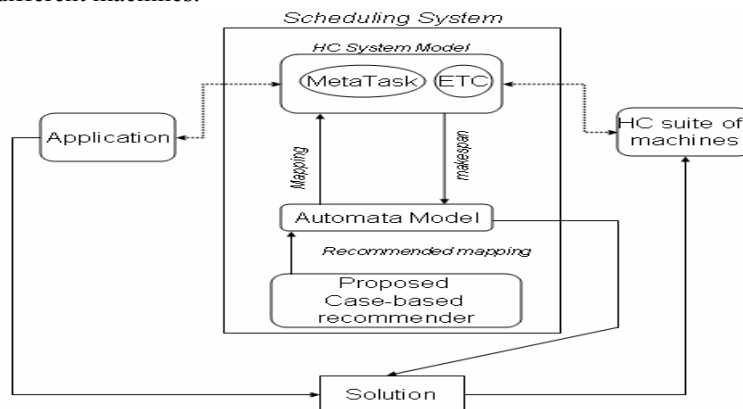 different machines.
Scheduling System
HC System Model
MetaTask
ETC
Application
HC suite of
machines
Mapping
makespan
Automata Model
Recommended mapping
Proposed
Case-based
recommender
Solution